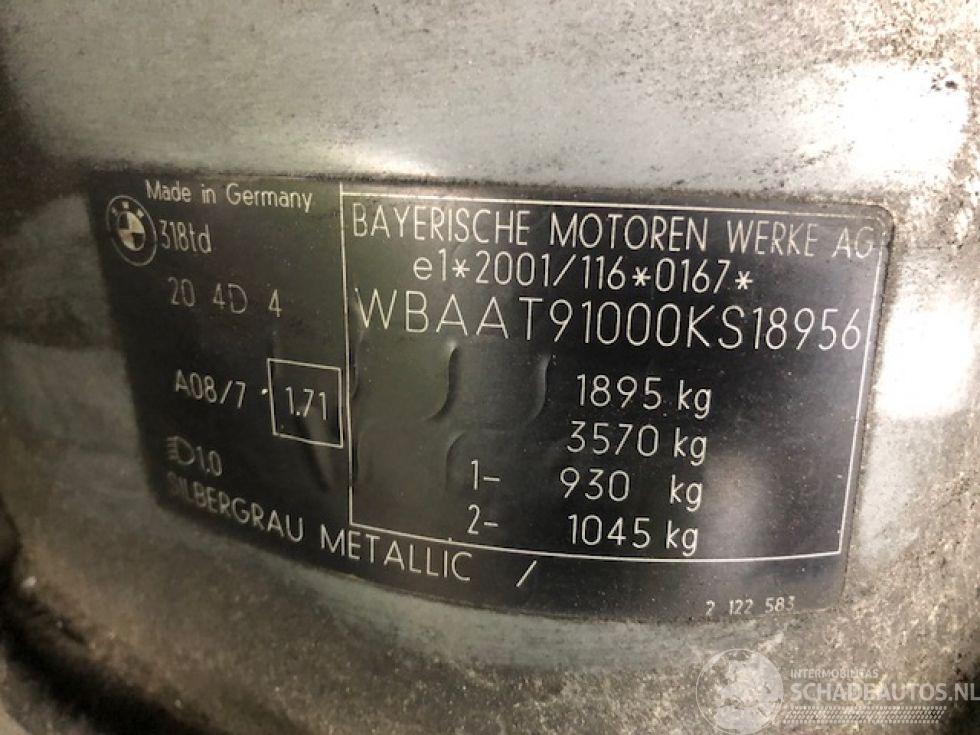 Made in Germany
318td
20 4D 4
A08/7
1.71
1.0
SILBERGRAU METALLIC /
BAYERISCHE MOTOREN WERKE AG
e1*2001/116*0167*
WBAAT91000KS18956
1895 kg
3570 kg
1- 930 kg
2- 1045 kg
2 122 583
INTERMOBILITAS
SCHADEAUTOS.NL